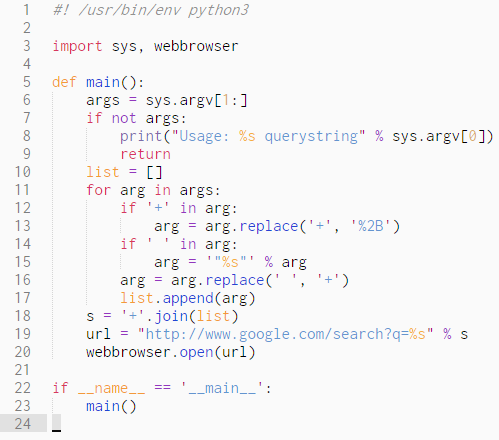 1 #! /usr/bin/env python3
2
3 import sys, webbrowser
4
5 def main():
6     args = sys.argv[1:]
7     if not args:
8         print("Usage: %s querystring" % sys.argv[0])
9         return
10     list = []
11     for arg in args:
12         if '+' in arg:
13             arg = arg.replace('+', '%2B')
14         if ' ' in arg:
15             arg = '"%s"' % arg
16         arg = arg.replace(' ', '+')
17         list.append(arg)
18     s = '+'.join(list)
19     url = "http://www.google.com/search?q=%s" % s
20     webbrowser.open(url)
21
22 if __name__ == '__main__':
23     main()
24